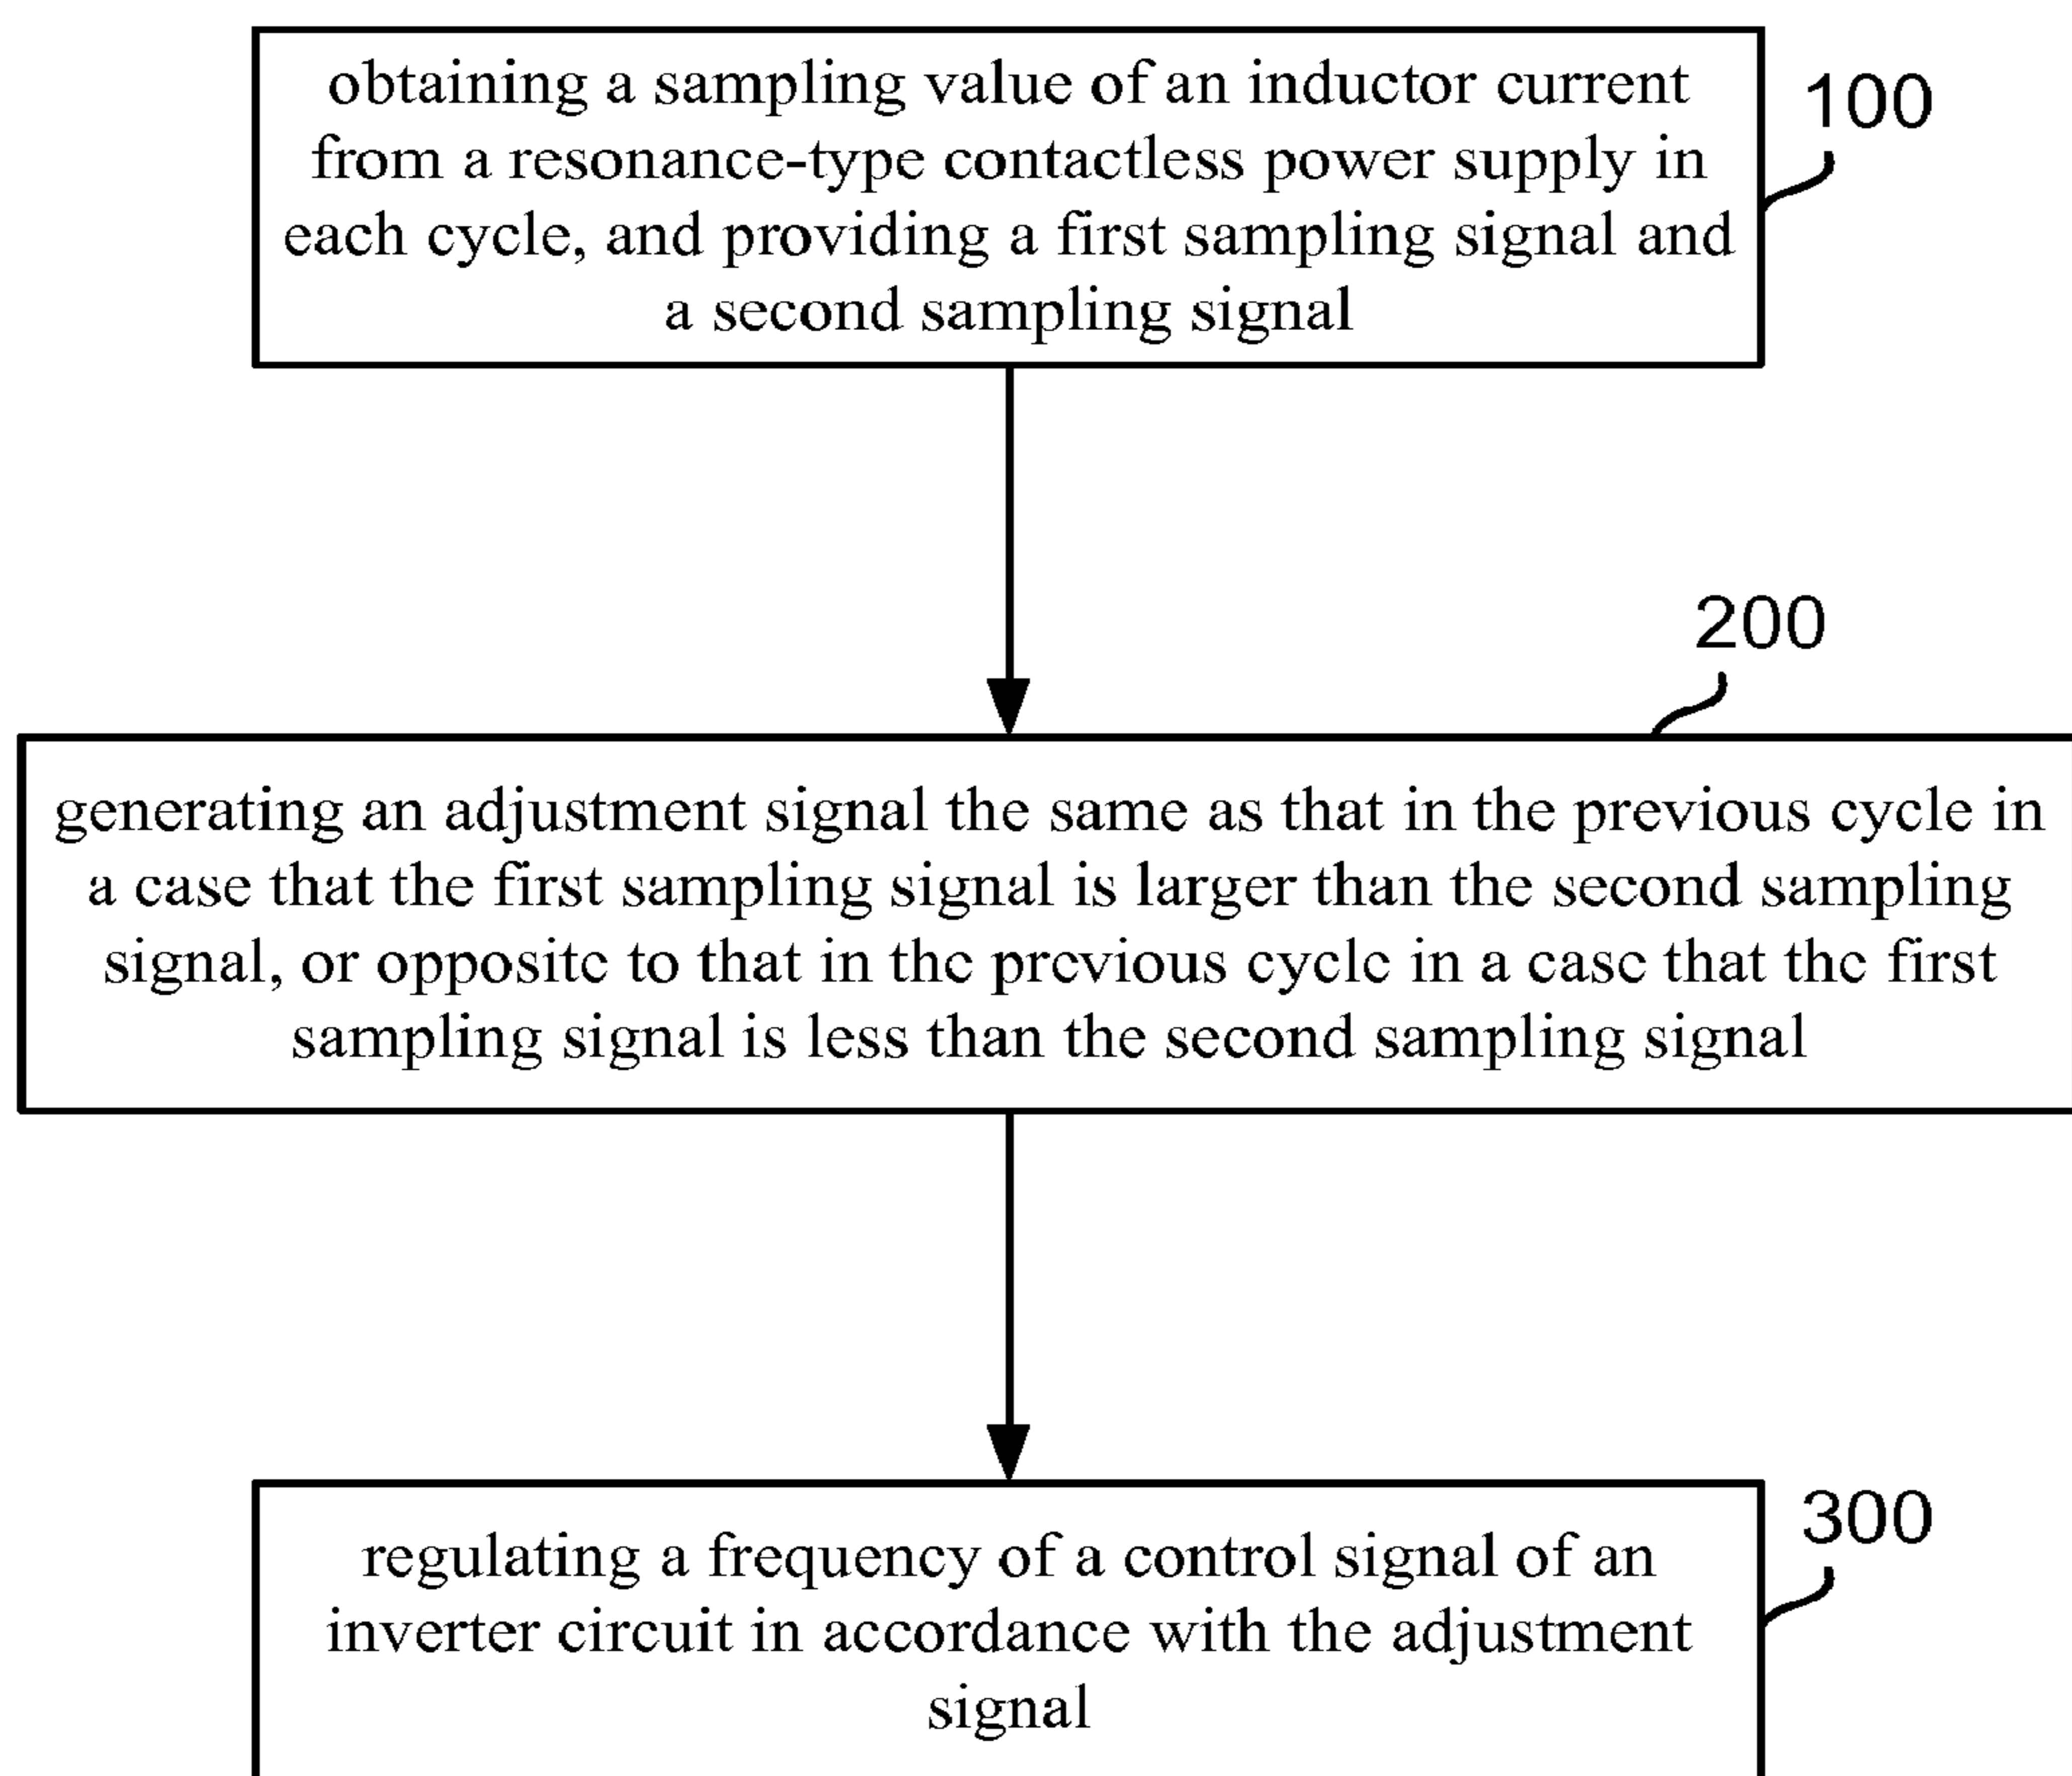 obtaining a sampling value of an inductor current
100
from a resonance-type contactless power supply in
each cycle, and providing a first sampling signal and
a second sampling signal
200
generating an adjustment signal the same as that in the previous cycle in
a case that the first sampling signal is larger than the second sampling
signal, or opposite to that in the previous cycle in a case that the first
sampling signal is less than the second sampling signal
300
regulating a frequency of a control signal of an
inverter circuit in accordance with the adjustment
signal